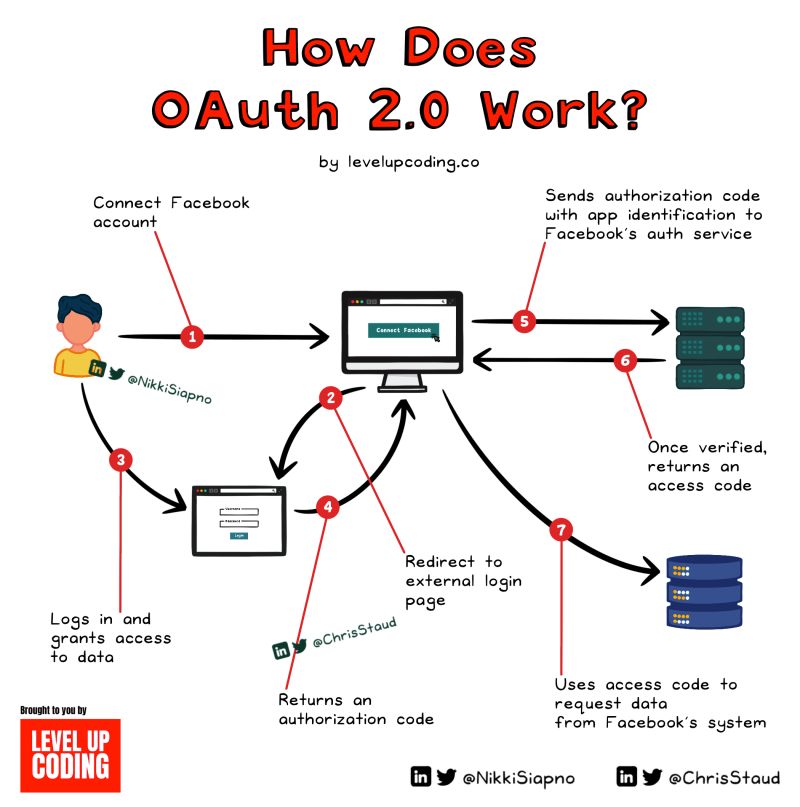 How Does
OAuth 2.0 Work?
by levelupcoding.co
Connect Facebook
account
Sends authorization code
with app identification to
Facebook's auth service
1
Connect Facebook
5
6
in @NikkiSiapno
2
3
4
Username
Password
Login
Once verified,
returns an
access code
7
Redirect to
external login
page
Logs in and
grants access
to data
in @ChrisStaud
Returns an
authorization code
Uses access code to
request data
from Facebook's system
Brought to you by
LEVEL UP
CODING
in @NikkiSiapno
in @ChrisStaud